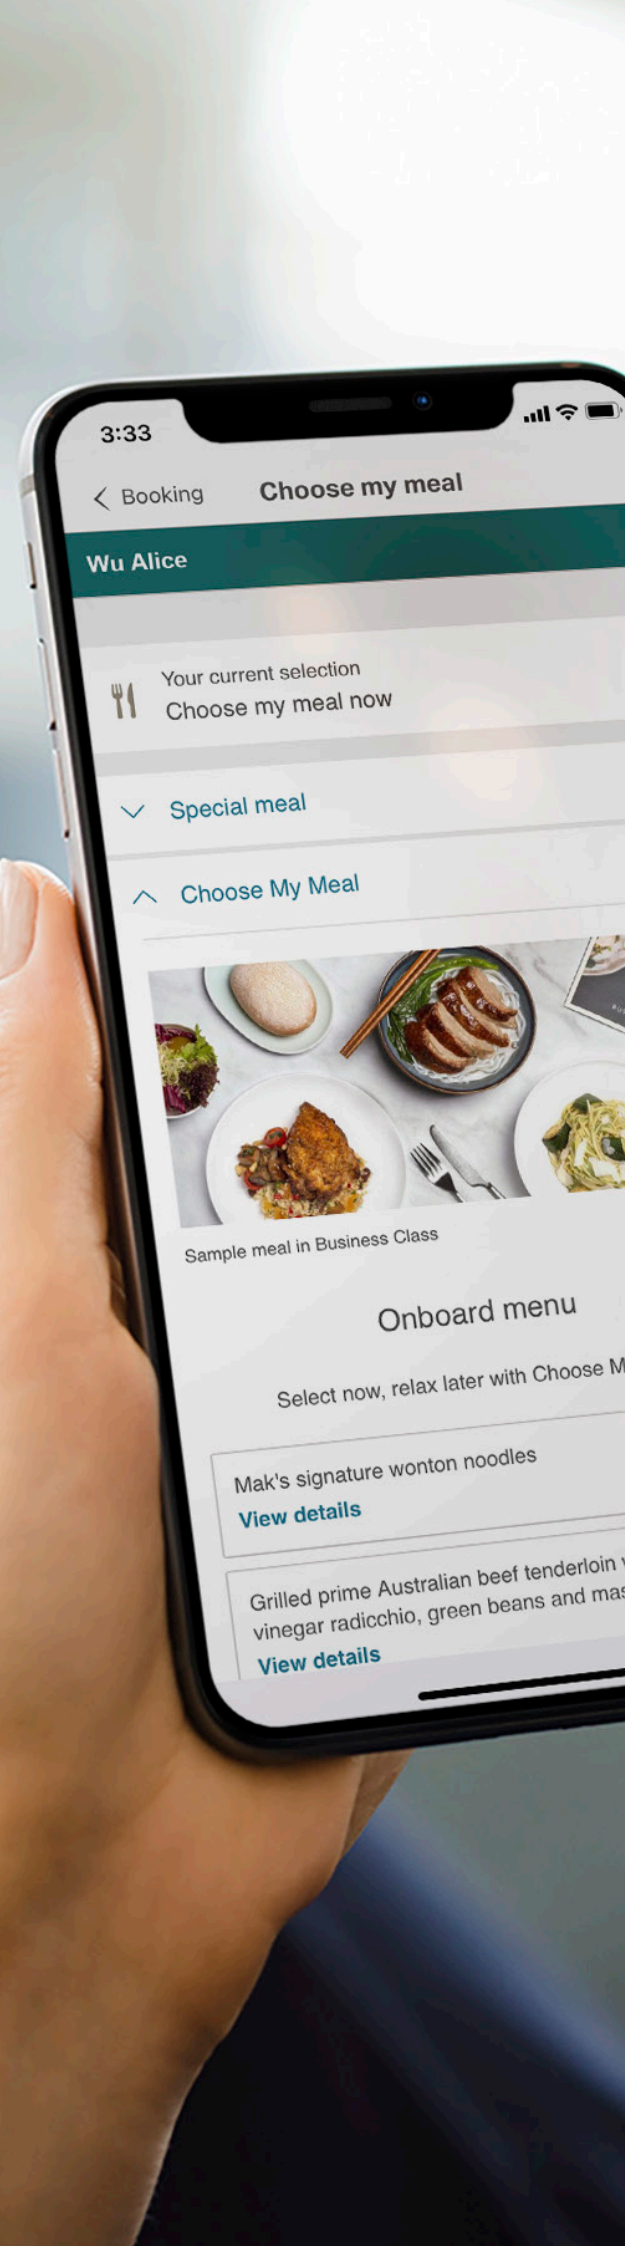 3:33
Booking
Choose my meal
Wu Alice
Your current selection
Choose my meal now
Special meal
Choose My Meal
Sample meal in Business Class
Onboard menu
Select now, relax later with Choose M
Mak's signature wonton noodles
View details
Grilled prime Australian beef tenderloin
vinegar radicchio, green beans and mas
View details